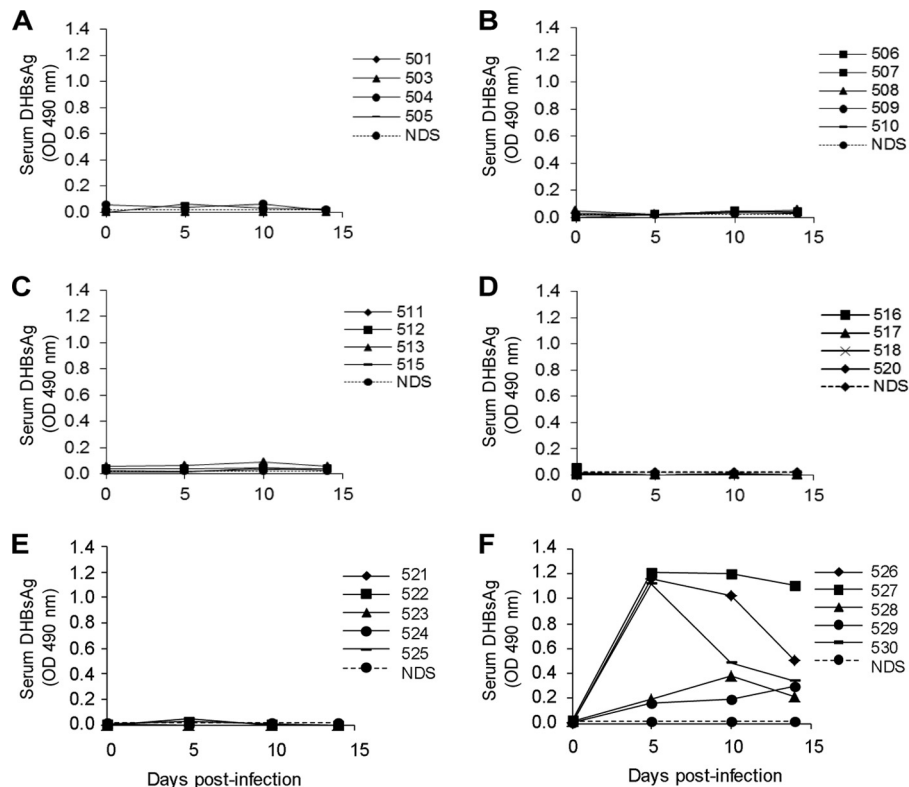 A
Serum DHBsAg
(OD 490 nm)
1.4
1.2
1.0
0.8
0.6
0.4
0.2
0.0
0 5 10 15
501
503
504
505
NDS
B
Serum DHBsAg
(OD 490 nm)
1.4
1.2
1.0
0.8
0.6
0.4
0.2
0.0
0 5 10 15
506
507
508
509
510
NDS
C
Serum DHBsAg
(OD 490 nm)
1.4
1.2
1.0
0.8
0.6
0.4
0.2
0.0
0 5 10 15
511
512
513
515
NDS
D
Serum DHBsAg
(OD 490 nm)
1.4
1.2
1.0
0.8
0.6
0.4
0.2
0.0
0 5 10 15
516
517
518
520
NDS
E
Serum DHBsAg
(OD 490 nm)
1.4
1.2
1.0
0.8
0.6
0.4
0.2
0.0
0 5 10 15
Days post-infection
521
522
523
524
525
NDS
F
Serum DHBsAg
(OD 490 nm)
1.4
1.2
1.0
0.8
0.6
0.4
0.2
0.0
0 5 10 15
Days post-infection
526
527
528
529
530
NDS